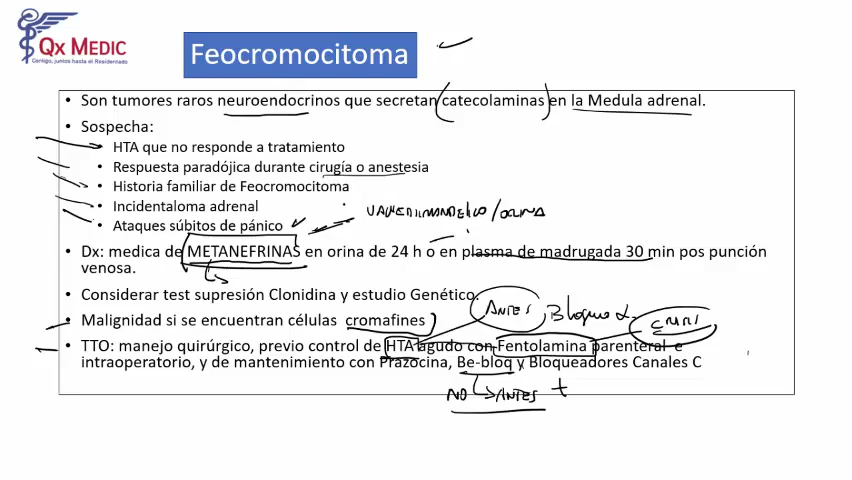 Qx MEDIC
Contigo, juntos hasta el Residentado
Feocromocitoma
• Son tumores raros neuroendocrinos que secretan catecolaminas en la Medula adrenal.
• Sospecha:
HTA que no responde a tratamiento
• Respuesta paradójica durante cirugía o anestesia
• Historia familiar de Feocromocitoma
• Incidentaloma adrenal
• Ataques súbitos de pánico
/ORINA
• Dx: medica de METANEFRINAS en orina de 24 h o en plasma de madrugada 30 min pos punción
venosa.
• Considerar test supresión Clonidina y estudio Genético.
ANTES Bloqueo α
• Malignidad si se encuentran células cromafines
• TTO: manejo quirúrgico, previo control de HTA agudo con Fentolamina parenteral e
intraoperatorio, y de mantenimiento con Prazocina, Be-bloq y Bloqueadores Canales C
NO → ANTES +